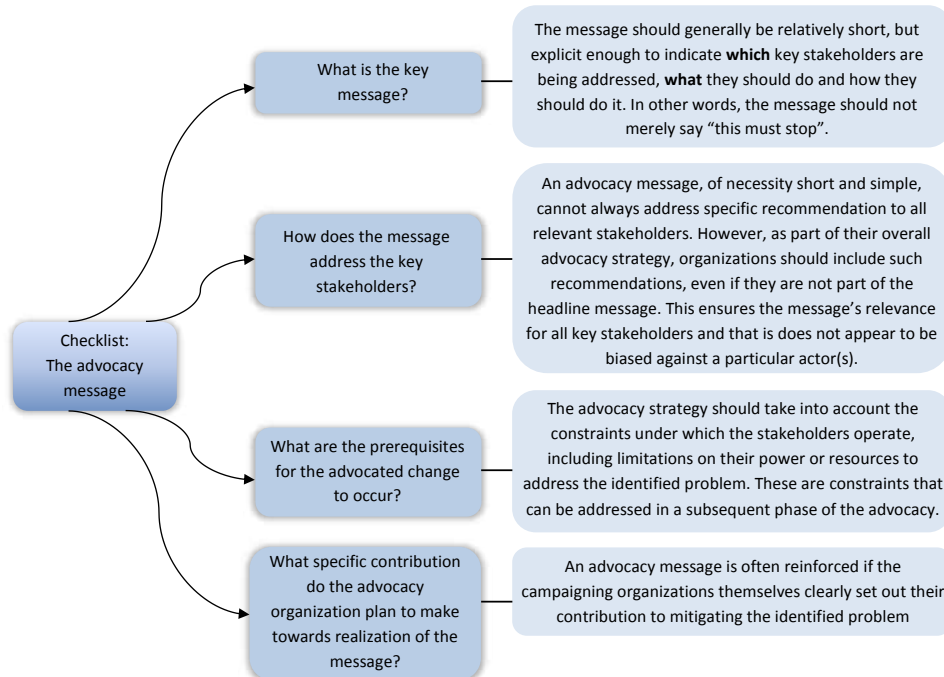 What is the key
message?
The message should generally be relatively short, but
explicit enough to indicate which key stakeholders are
being addressed, what they should do and how they
should do it. In other words, the message should not
merely say “this must stop”.
How does the message
address the key
stakeholders?
An advocacy message, of necessity short and simple,
cannot always address specific recommendation to all
relevant stakeholders. However, as part of their overall
advocacy strategy, organizations should include such
recommendations, even if they are not part of the
headline message. This ensures the message’s relevance
for all key stakeholders and that is does not appear to be
biased against a particular actor(s).
Checklist:
The advocacy
message
What are the prerequisites
for the advocated change
to occur?
The advocacy strategy should take into account the
constraints under which the stakeholders operate,
including limitations on their power or resources to
address the identified problem. These are constraints that
can be addressed in a subsequent phase of the advocacy.
What specific contribution
do the advocacy
organization plan to make
towards realization of the
message?
An advocacy message is often reinforced if the
campaigning organizations themselves clearly set out their
contribution to mitigating the identified problem